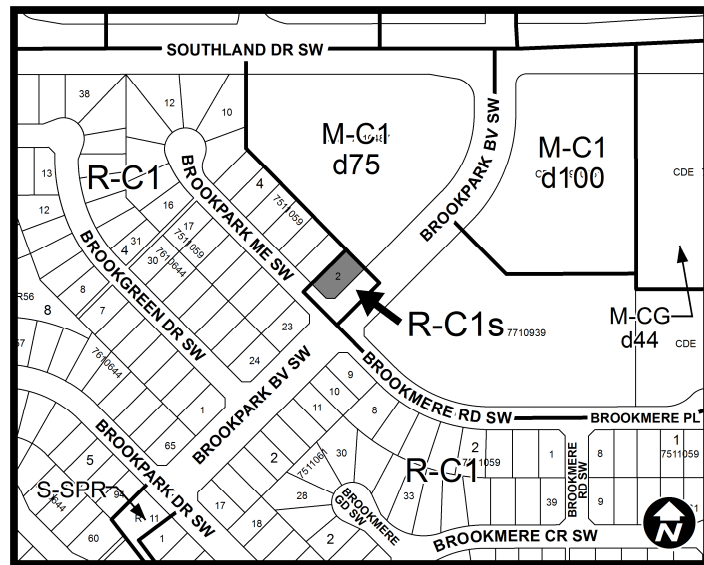 SOUTHLAND DR SW
38
12
10
M-C1
d75
M-C1
d100
CDE
R-C1
13
12
4
7511059
BROOKPARK ME SW
BROOKPARK BV SW
16
17
7511059
31
4
30
7610644
2
BROOKGREEN DR SW
8
7
R56
8
M-CG
d44
CDE
R-C1s
7710939
23
24
57
7610644
BROOKPARK BV SW
BROOKMERE RD SW
BROOKMERE PL
9
10
11
8
1
65
2
7511059
1
8
1
7511059
BROOKMERE RD SW
5
BROOKPARK DR SW
2
7511061
30
28
33
R-C1
39
9
S-SPR
94
R 11
17
18
BROOKMERE GD SW
2
60
1
BROOKMERE CR SW
N